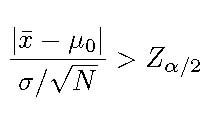 |x̄ − μ₀| / (σ/√N) > Z_{α/2}